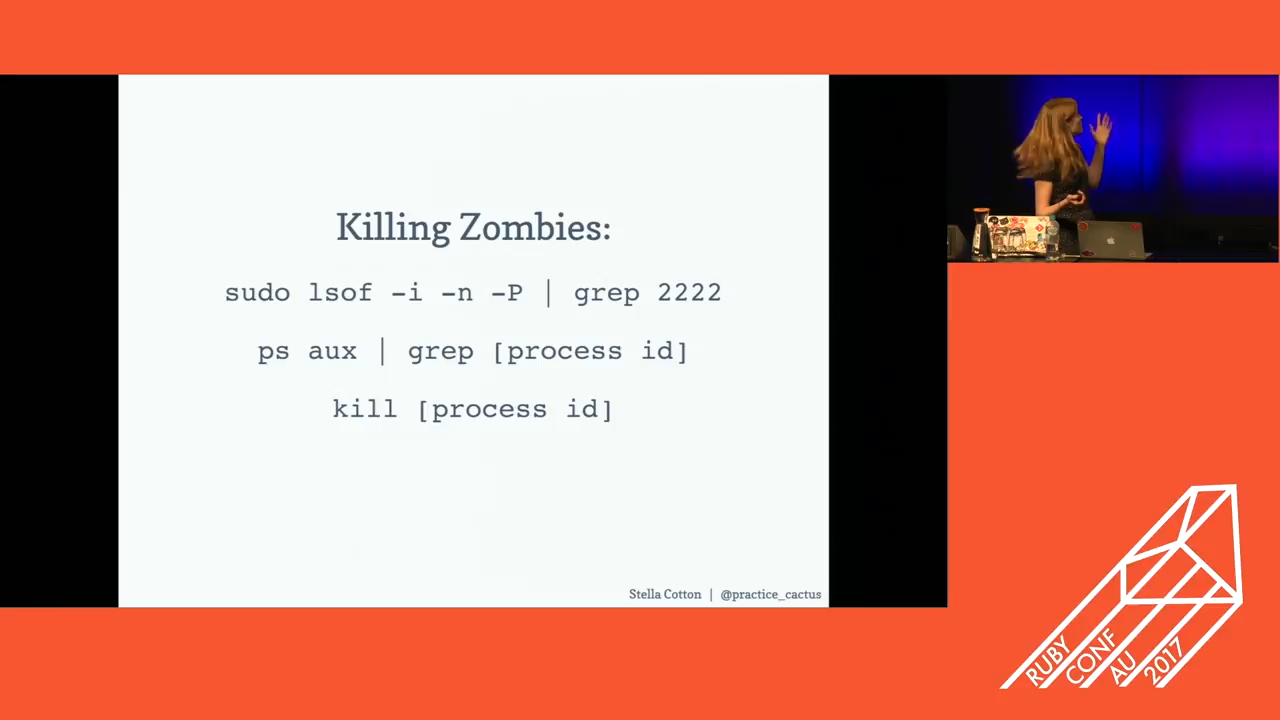 Killing Zombies:
sudo lsof -i -n -P | grep 2222
ps aux | grep [process id]
kill [process id]
Stella Cotton | @practice_cactus
RUBY
CONF
AU
2017